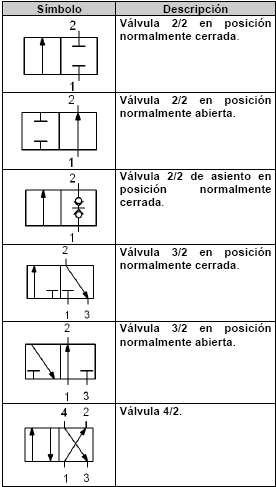 Símbolo Descripción
2
1
Válvula 2/2 en posición
normalmente cerrada.
2
1
Válvula 2/2 en posición
normalmente abierta.
2
1
Válvula 2/2 de asiento en
posición normalmente
cerrada.
2
1 3
Válvula 3/2 en posición
normalmente cerrada.
2
1 3
Válvula 3/2 en posición
normalmente abierta.
4 2
1 3
Válvula 4/2.